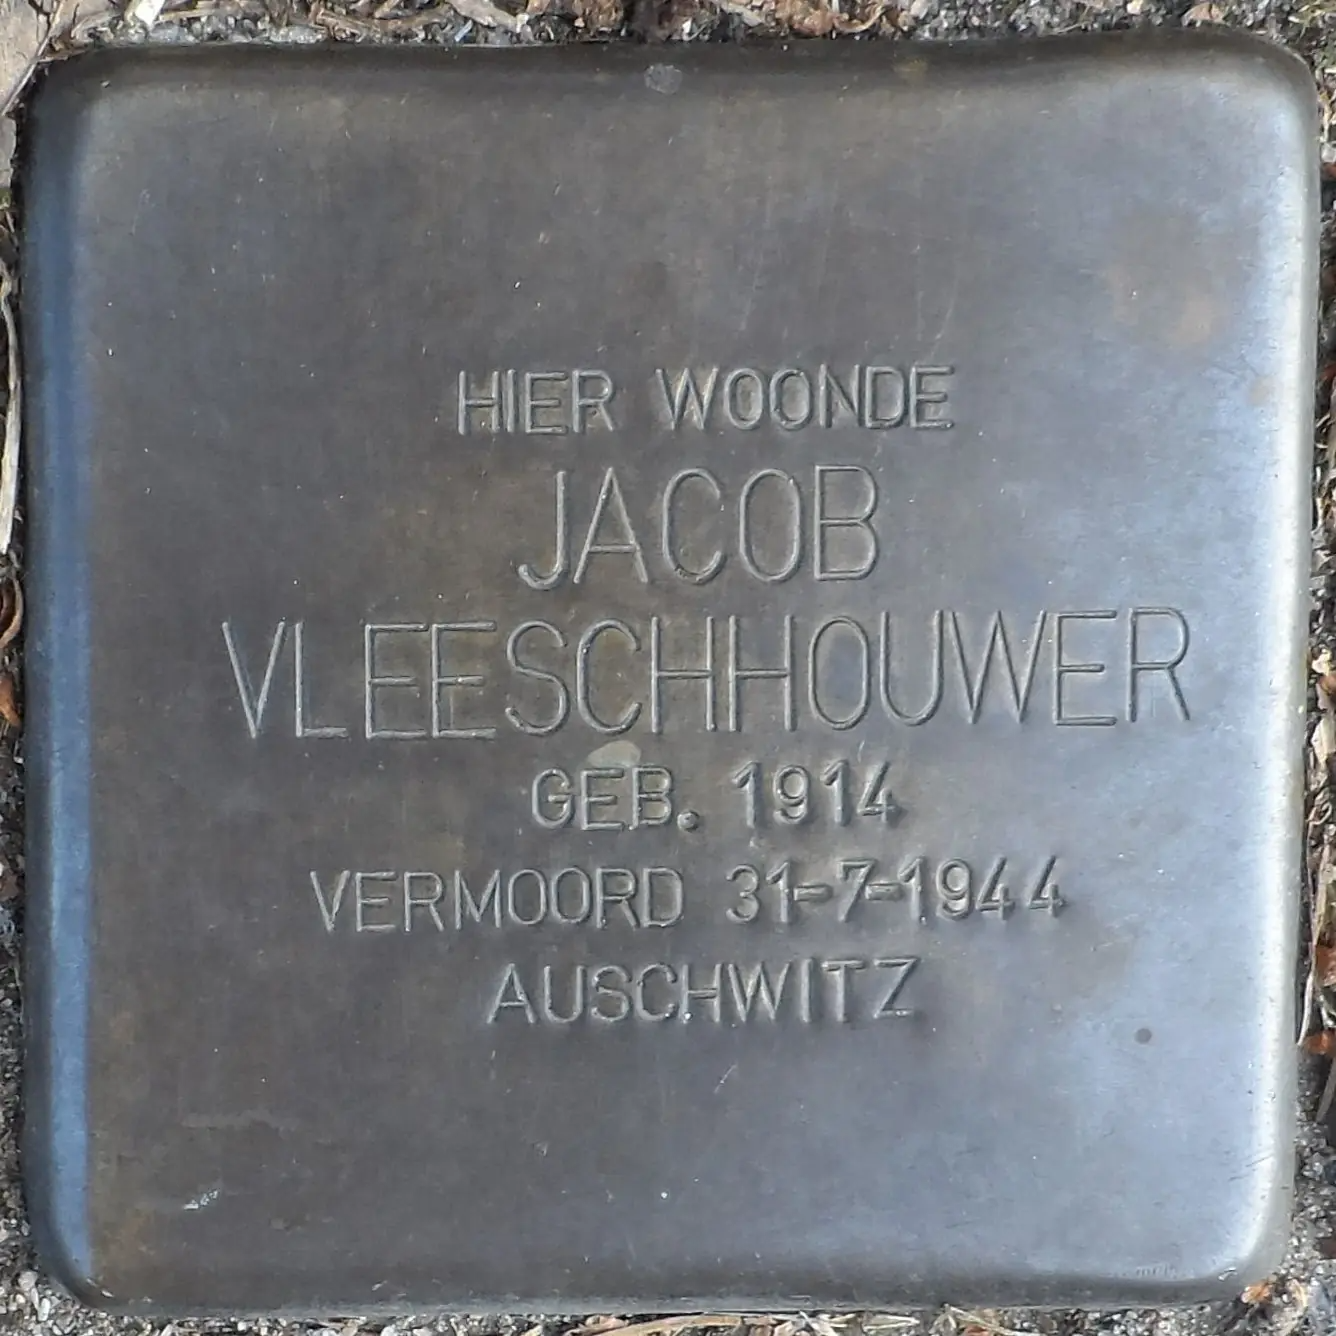 HIER WOONDE
JACOB
VLEESCHHOUWER
GEB. 1914
VERMOORD 31-7-1944
AUSCHWITZ